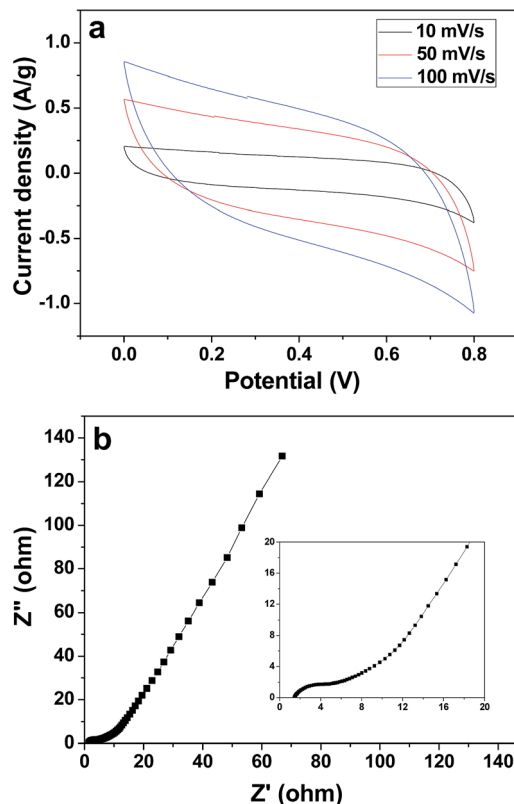 a
10 mV/s
50 mV/s
100 mV/s
Current density (A/g)
1.0
0.5
0.0
-0.5
-1.0
0.0 0.2 0.4 0.6 0.8
Potential (V)
b
Z'' (ohm)
140
120
100
80
60
40
20
0
0 20 40 60 80 100 120 140
Z' (ohm)
20
16
12
8
4
0
0 4 8 12 16 20